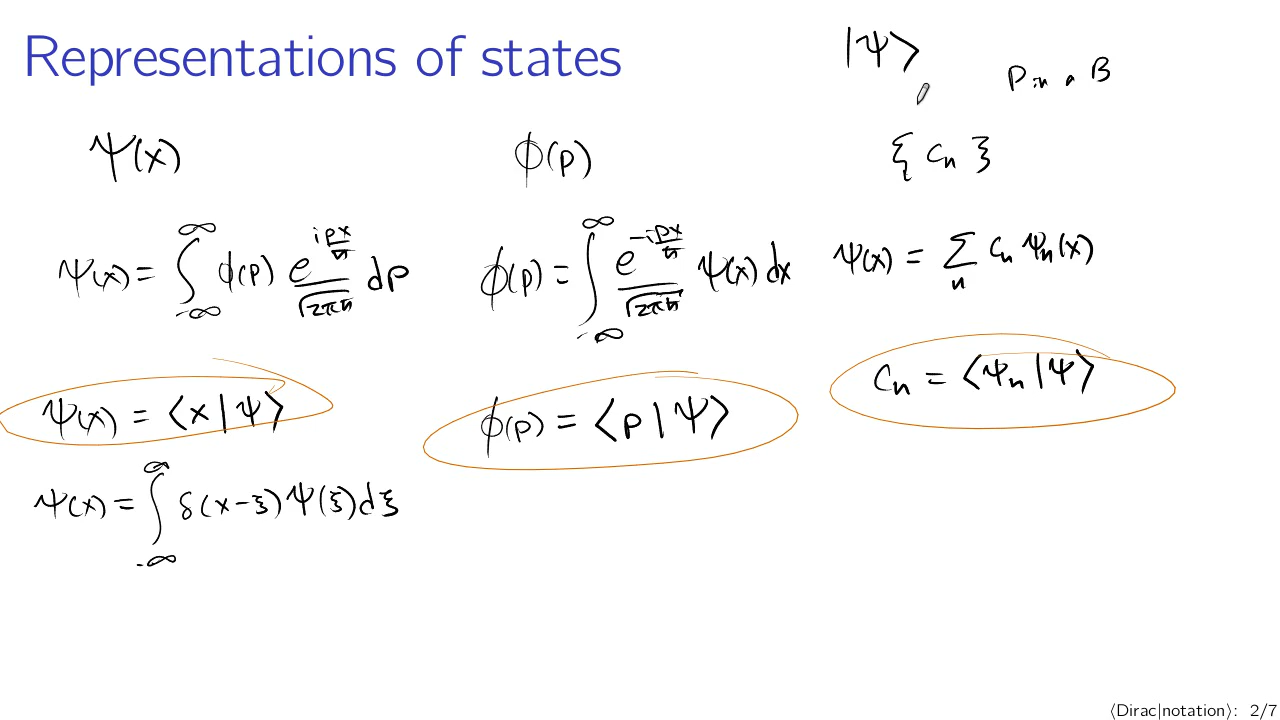 Representations of states
|Ψ⟩
P in a B
Ψ(x)
ϕ(p)
{ cₙ }
Ψ(x) = ∫_{-∞}^{∞} ϕ(p) e^{ipx/ħ}/√(2πħ) dp
ϕ(p) = ∫_{-∞}^{∞} e^{-ipx/ħ}/√(2πħ) Ψ(x) dx
Ψ(x) = Σ_n cₙ Ψₙ(x)
Ψ(x) = ⟨x|Ψ⟩
ϕ(p) = ⟨p|Ψ⟩
cₙ = ⟨Ψₙ|Ψ⟩
Ψ(x) = ∫_{-∞}^{∞} δ(x-ξ) Ψ(ξ) dξ
⟨Dirac|notation⟩: 2/7